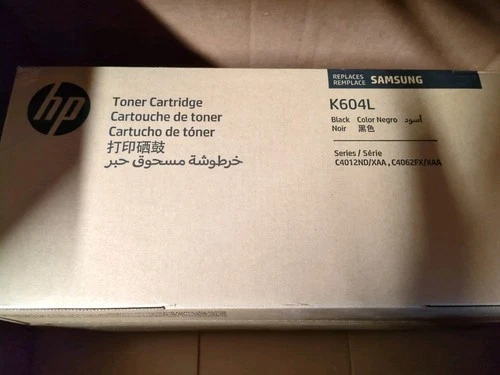 hp
Toner Cartridge
Cartouche de toner
Cartucho de tóner
打印硒鼓
خرطوشة مسحوق حبر
REPLACES
REMPLACE
SAMSUNG
K604L
Black Color Negro أسود
Noir 黑色
Series / Série
C4012ND/XAA , C4062FX/XAA